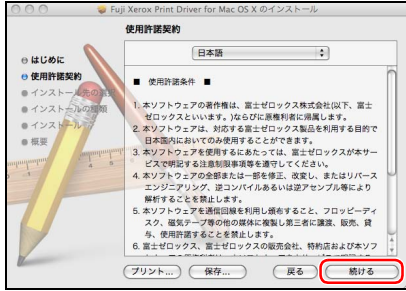 Fuji Xerox Print Driver for Mac OS X のインストール
使用許諾契約
はじめに
使用許諾契約
インストール先の選択
インストールの種類
インストール
概要
日本語
■ 使用許諾条件 ■
1. 本ソフトウェアの著作権は、富士ゼロックス株式会社(以下、富士
ゼロックスといいます。)ならびに原権利者に帰属します。
2. 本ソフトウェアは、対応する富士ゼロックス製品を利用する目的で
日本国内においてのみ使用することができます。
3. 本ソフトウェアを使用するにあたっては、富士ゼロックスが本サー
ビスで明記する注意制限事項等を遵守してください。
4. 本ソフトウェアの全部または一部を修正、改変し、またはリバース
エンジニアリング、逆コンパイルあるいは逆アセンブル等により
解析することを禁止します。
5. 本ソフトウェアを通信回線を利用し頒布すること、フロッピーディ
スク、磁気テープ等の他の媒体に複製し第三者に譲渡、販売、貸
与、使用許諾することを禁止します。
6. 富士ゼロックス、富士ゼロックスの販売会社、特約店および本ソフ
プリント...
保存...
戻る
続ける